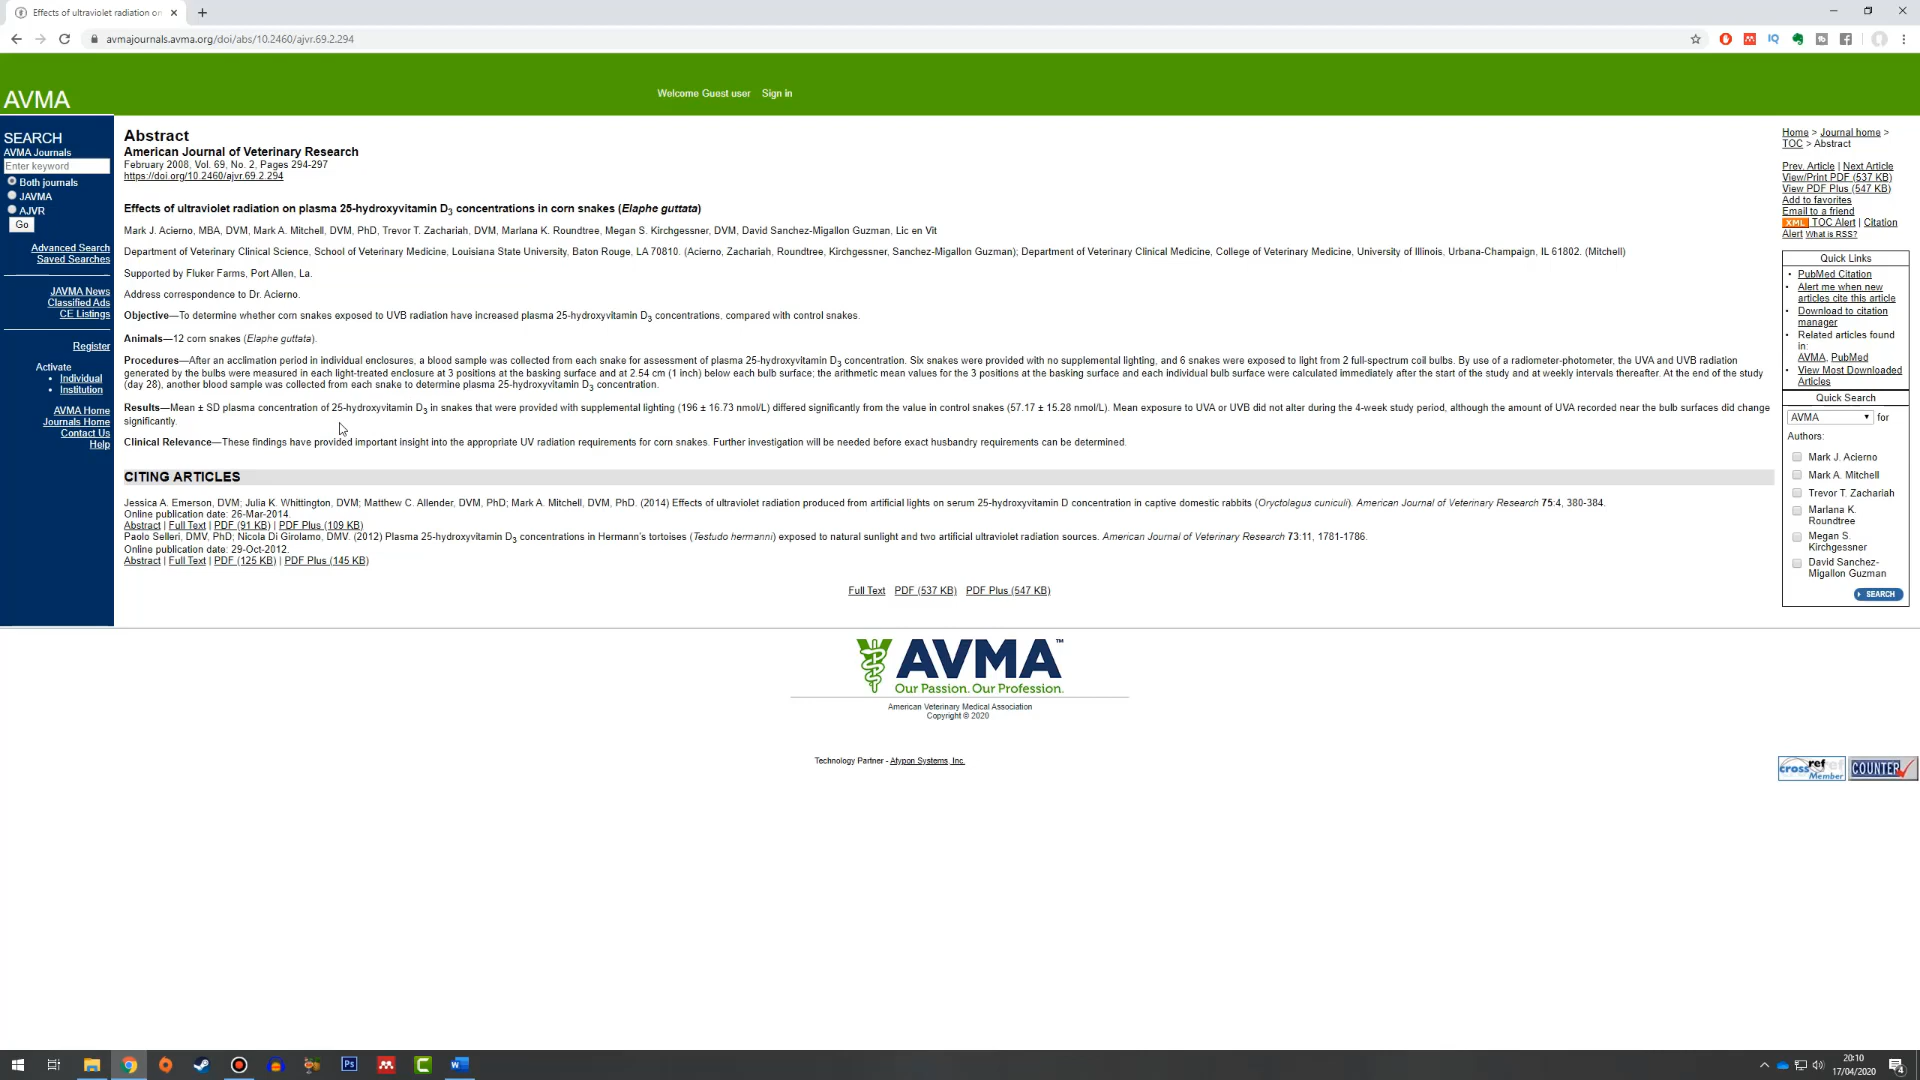 Effects of ultraviolet radiation on
avmajournals.avma.org/doi/abs/10.2460/ajvr.69.2.294
AVMA
Welcome Guest user Sign in
SEARCH
AVMA Journals
Enter keyword
Both journals
JAVMA
AJVR
Go
Advanced Search
Saved Searches
JAVMA News
Classified Ads
CE Listings
Register
Activate
• Individual
• Institution
AVMA Home
Journals Home
Contact Us
Help
Abstract
American Journal of Veterinary Research
February 2008, Vol. 69, No. 2, Pages 294-297
https://doi.org/10.2460/ajvr.69.2.294
Effects of ultraviolet radiation on plasma 25-hydroxyvitamin D3 concentrations in corn snakes (Elaphe guttata)
Mark J. Acierno, MBA, DVM, Mark A. Mitchell, DVM, PhD, Trevor T. Zachariah, DVM, Marlana K. Roundtree, Megan S. Kirchgessner, DVM, David Sanchez-Migallon Guzman, Lic en Vit
Department of Veterinary Clinical Science, School of Veterinary Medicine, Louisiana State University, Baton Rouge, LA 70810. (Acierno, Zachariah, Roundtree, Kirchgessner, Sanchez-Migallon Guzman); Department of Veterinary Clinical Medicine, College of Veterinary Medicine, University of Illinois, Urbana-Champaign, IL 61802. (Mitchell)
Supported by Fluker Farms, Port Allen, La.
Address correspondence to Dr. Acierno.
Objective—To determine whether corn snakes exposed to UVB radiation have increased plasma 25-hydroxyvitamin D3 concentrations, compared with control snakes.
Animals—12 corn snakes (Elaphe guttata).
Procedures—After an acclimation period in individual enclosures, a blood sample was collected from each snake for assessment of plasma 25-hydroxyvitamin D3 concentration. Six snakes were provided with no supplemental lighting, and 6 snakes were exposed to light from 2 full-spectrum coil bulbs. By use of a radiometer-photometer, the UVA and UVB radiation
generated by the bulbs were measured in each light-treated enclosure at 3 positions at the basking surface and at 2.54 cm (1 inch) below each bulb surface; the arithmetic mean values for the 3 positions at the basking surface and each individual bulb surface were calculated immediately after the start of the study and at weekly intervals thereafter. At the end of the study
(day 28), another blood sample was collected from each snake to determine plasma 25-hydroxyvitamin D3 concentration.
Results—Mean ± SD plasma concentration of 25-hydroxyvitamin D3 in snakes that were provided with supplemental lighting (196 ± 16.73 nmol/L) differed significantly from the value in control snakes (57.17 ± 15.28 nmol/L). Mean exposure to UVA or UVB did not alter during the 4-week study period, although the amount of UVA recorded near the bulb surfaces did change
significantly.
Clinical Relevance—These findings have provided important insight into the appropriate UV radiation requirements for corn snakes. Further investigation will be needed before exact husbandry requirements can be determined.
CITING ARTICLES
Jessica A. Emerson, DVM; Julia K. Whittington, DVM; Matthew C. Allender, DVM, PhD; Mark A. Mitchell, DVM, PhD. (2014) Effects of ultraviolet radiation produced from artificial lights on serum 25-hydroxyvitamin D concentration in captive domestic rabbits (Oryctolagus cuniculi). American Journal of Veterinary Research 75:4, 380-384.
Online publication date: 26-Mar-2014.
Abstract | Full Text | PDF (91 KB) | PDF Plus (109 KB)
Paolo Selleri, DMV, PhD; Nicola Di Girolamo, DMV. (2012) Plasma 25-hydroxyvitamin D3 concentrations in Hermann's tortoises (Testudo hermanni) exposed to natural sunlight and two artificial ultraviolet radiation sources. American Journal of Veterinary Research 73:11, 1781-1786.
Online publication date: 29-Oct-2012.
Abstract | Full Text | PDF (125 KB) | PDF Plus (145 KB)
Full Text PDF (537 KB) PDF Plus (547 KB)
Home > Journal home >
TOC > Abstract
Prev. Article | Next Article
View/Print PDF (537 KB)
View PDF Plus (547 KB)
Add to favorites
Email to a friend
XML TOC Alert | Citation
Alert What is RSS?
Quick Links
• PubMed Citation
• Alert me when new
articles cite this article
• Download to citation
manager
• Related articles found
in:
AVMA, PubMed
• View Most Downloaded
Articles
Quick Search
AVMA for
Authors:
Mark J. Acierno
Mark A. Mitchell
Trevor T. Zachariah
Marlana K.
Roundtree
Megan S.
Kirchgessner
David Sanchez-
Migallon Guzman
SEARCH
AVMA™
Our Passion. Our Profession.
American Veterinary Medical Association
Copyright © 2020
Technology Partner - Atypon Systems, Inc.
cross ref
Member
COUNTER
20:10
17/04/2020